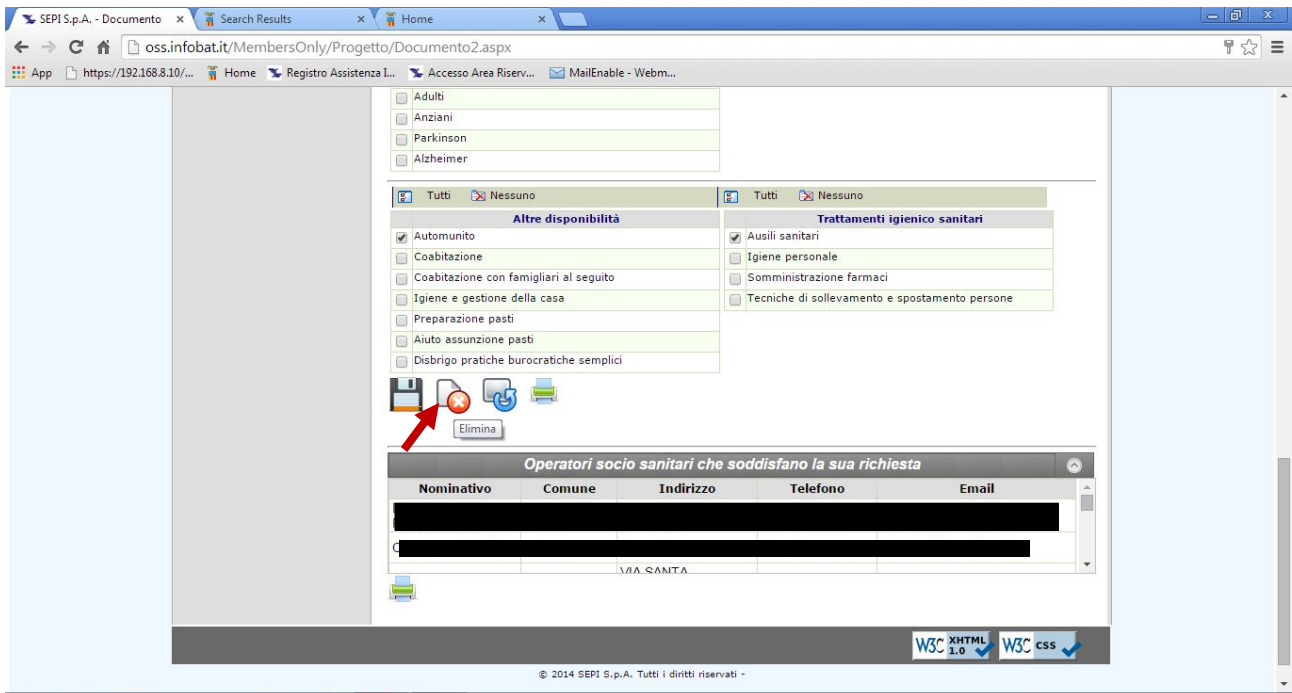 SEPI S.p.A. - Documento
Search Results
Home
oss.infobat.it/MembersOnly/Progetto/Documento2.aspx
App https://192.168.8.10/... Home Registro Assistenza I... Accesso Area Riserv... MailEnable - Webm...
Adulti
Anziani
Parkinson
Alzheimer
Tutti Nessuno Tutti Nessuno
Altre disponibilità Trattamenti igienico sanitari
Automunito Ausili sanitari
Coabitazione Igiene personale
Coabitazione con famigliari al seguito Somministrazione farmaci
Igiene e gestione della casa Tecniche di sollevamento e spostamento persone
Preparazione pasti
Aiuto assunzione pasti
Disbrigo pratiche burocratiche semplici
Elimina
Operatori socio sanitari che soddisfano la sua richiesta
Nominativo Comune Indirizzo Telefono Email
VIA SANTA
W3C XHTML 1.0 W3C css
© 2014 SEPI S.p.A. Tutti i diritti riservati -